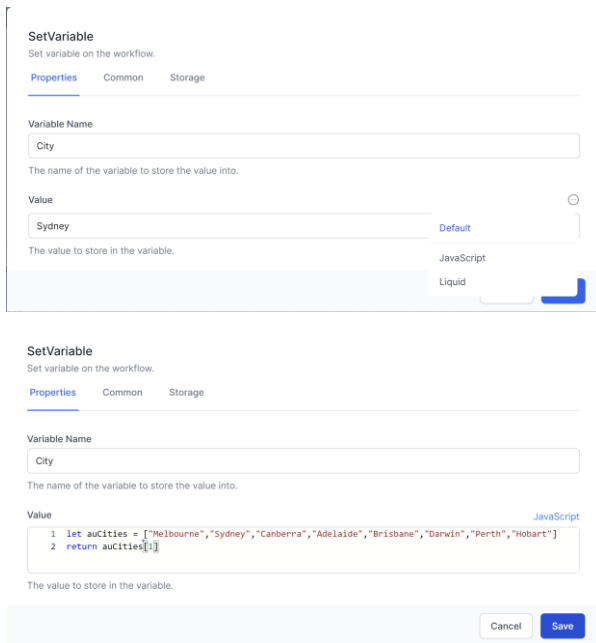 SetVariable
Set variable on the workflow.
Properties Common Storage
Variable Name
City
The name of the variable to store the value into.
Value
Sydney
Default
The value to store in the variable.
JavaScript
Liquid
SetVariable
Set variable on the workflow.
Properties Common Storage
Variable Name
City
The name of the variable to store the value into.
Value JavaScript
1 let auCities = ["Melbourne","Sydney","Canberra","Adelaide","Brisbane","Darwin","Perth","Hobart"]
2 return auCities[1]
The value to store in the variable.
Cancel Save